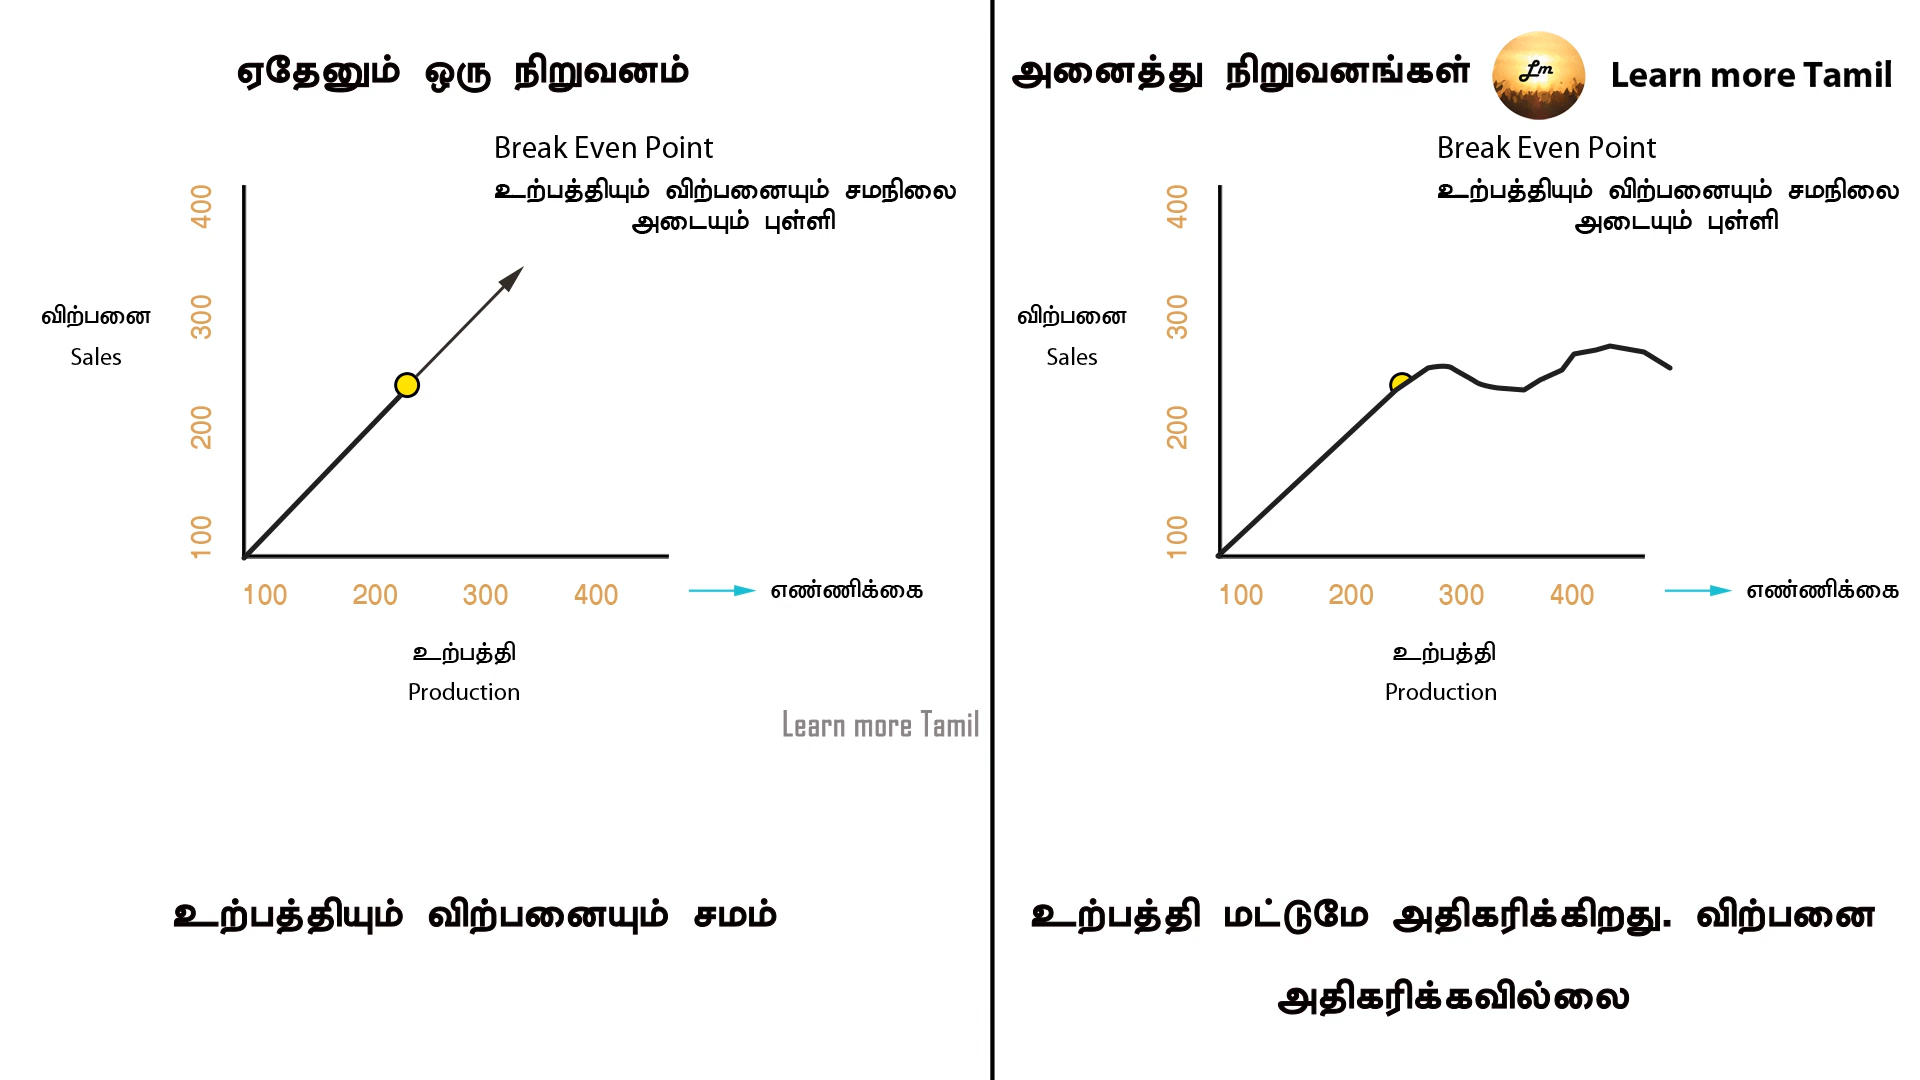 ஏதேனும் ஒரு நிறுவனம்
Break Even Point
உற்பத்தியும் விற்பனையும் சமநிலை
அடையும் புள்ளி
400
300
200
100
விற்பனை
Sales
100 200 300 400
எண்ணிக்கை
உற்பத்தி
Production
Learn more Tamil
உற்பத்தியும் விற்பனையும் சமம்
அனைத்து நிறுவனங்கள்
Lm
Learn more Tamil
Break Even Point
உற்பத்தியும் விற்பனையும் சமநிலை
அடையும் புள்ளி
400
300
200
100
விற்பனை
Sales
100 200 300 400
எண்ணிக்கை
உற்பத்தி
Production
உற்பத்தி மட்டுமே அதிகரிக்கிறது. விற்பனை
அதிகரிக்கவில்லை